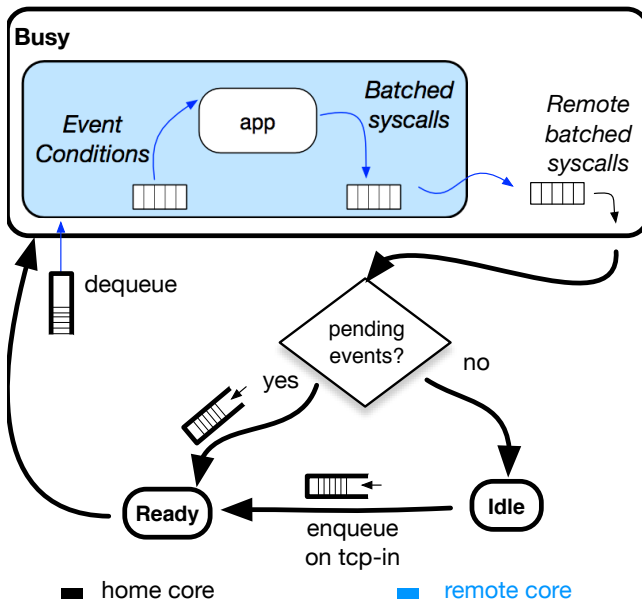 Busy
Event
Conditions
app
Batched
syscalls
Remote
batched
syscalls
dequeue
pending
events?
yes
no
Ready
Idle
enqueue
on tcp-in
home core
remote core